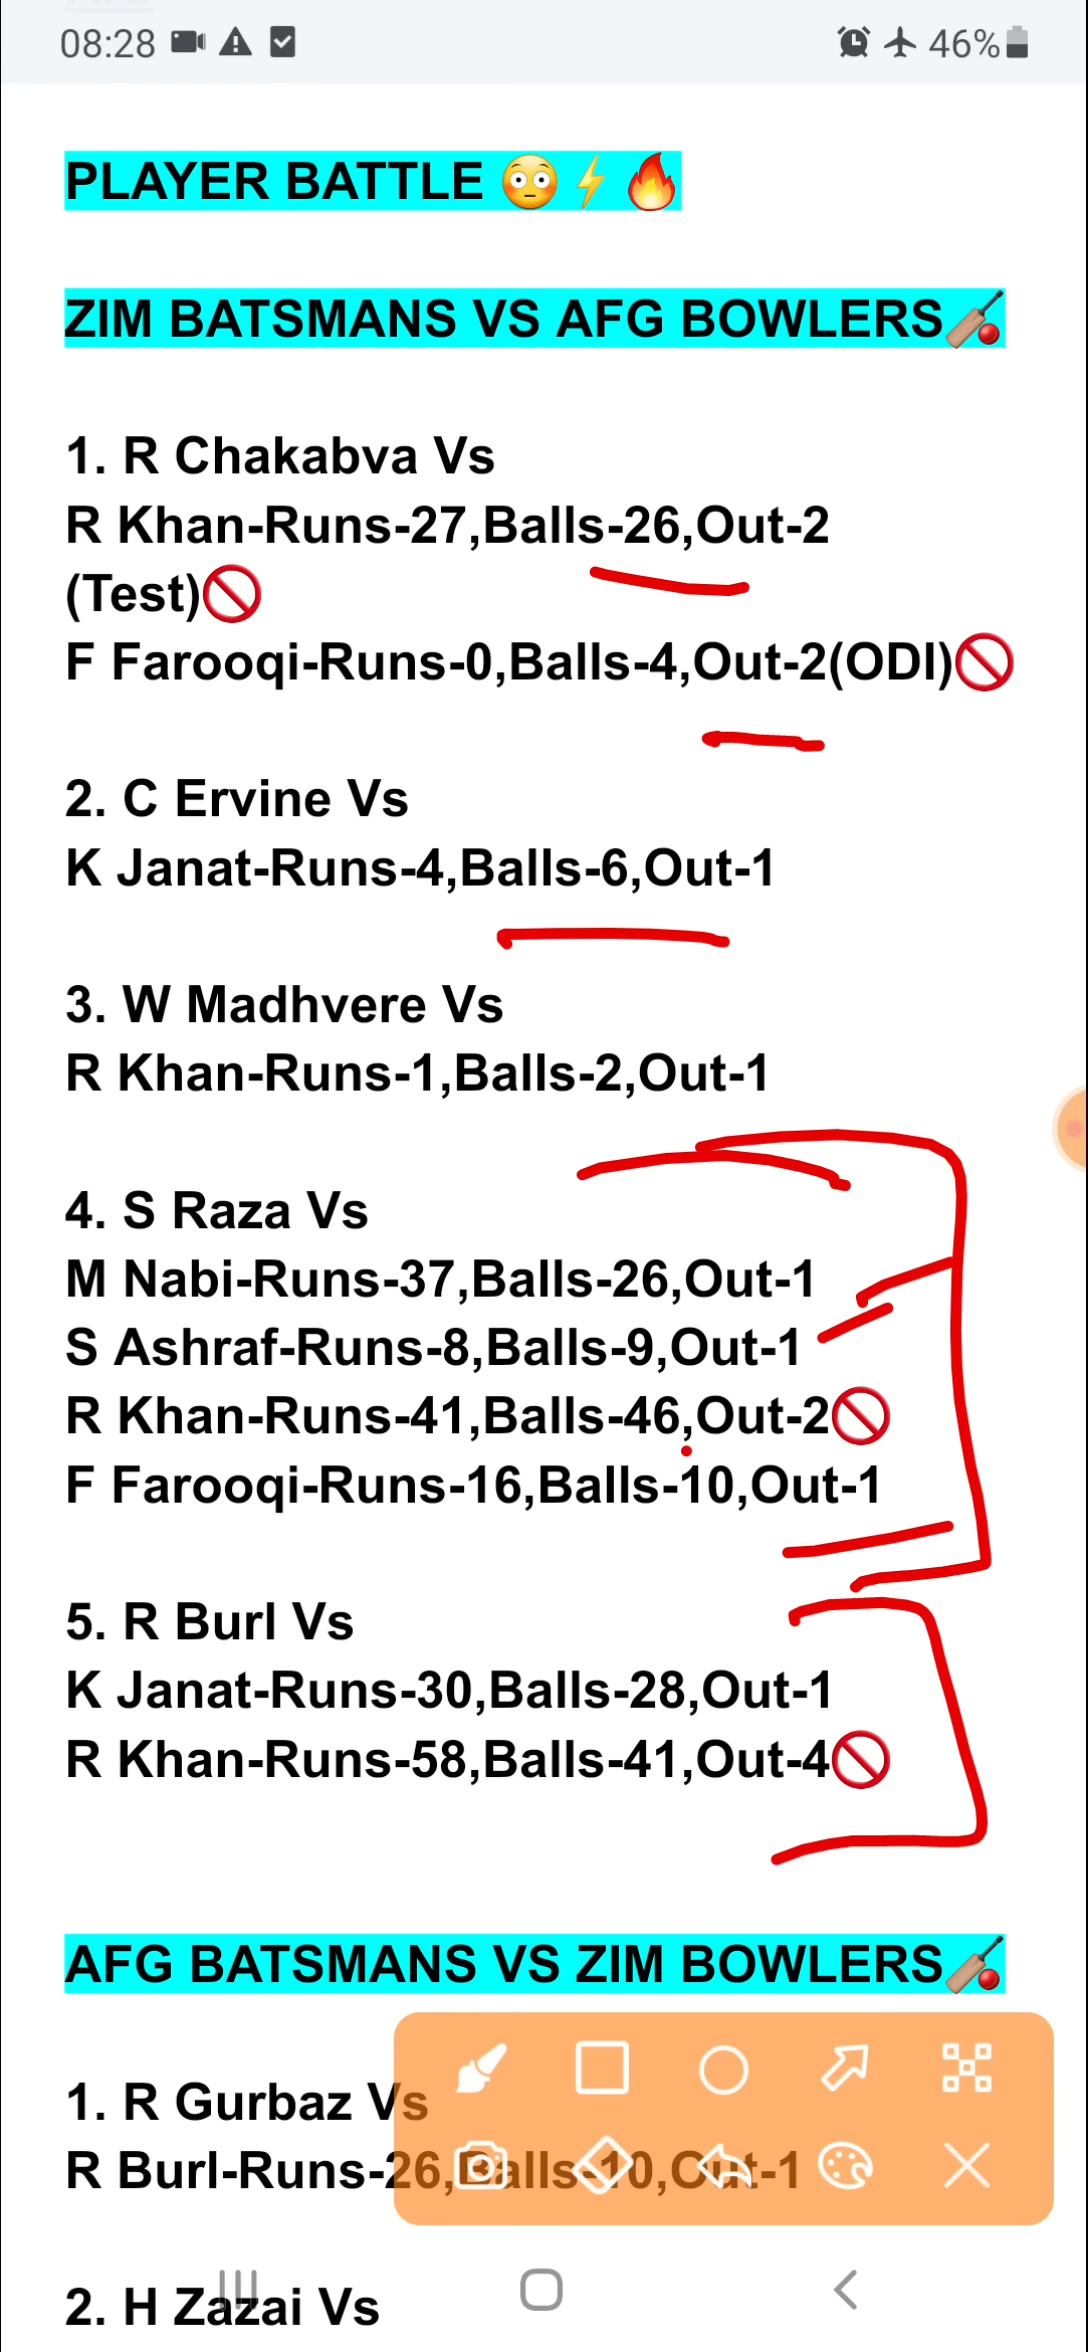 08:28 46%
PLAYER BATTLE 😳⚡🔥
ZIM BATSMANS VS AFG BOWLERS🏏
1. R Chakabva Vs
R Khan-Runs-27,Balls-26,Out-2
(Test)🚫
F Farooqi-Runs-0,Balls-4,Out-2(ODI)🚫
2. C Ervine Vs
K Janat-Runs-4,Balls-6,Out-1
3. W Madhvere Vs
R Khan-Runs-1,Balls-2,Out-1
4. S Raza Vs
M Nabi-Runs-37,Balls-26,Out-1
S Ashraf-Runs-8,Balls-9,Out-1
R Khan-Runs-41,Balls-46,Out-2🚫
F Farooqi-Runs-16,Balls-10,Out-1
5. R Burl Vs
K Janat-Runs-30,Balls-28,Out-1
R Khan-Runs-58,Balls-41,Out-4🚫
AFG BATSMANS VS ZIM BOWLERS🏏
1. R Gurbaz Vs
R Burl-Runs-26,Balls-10,Out-1
2. H Zazai Vs